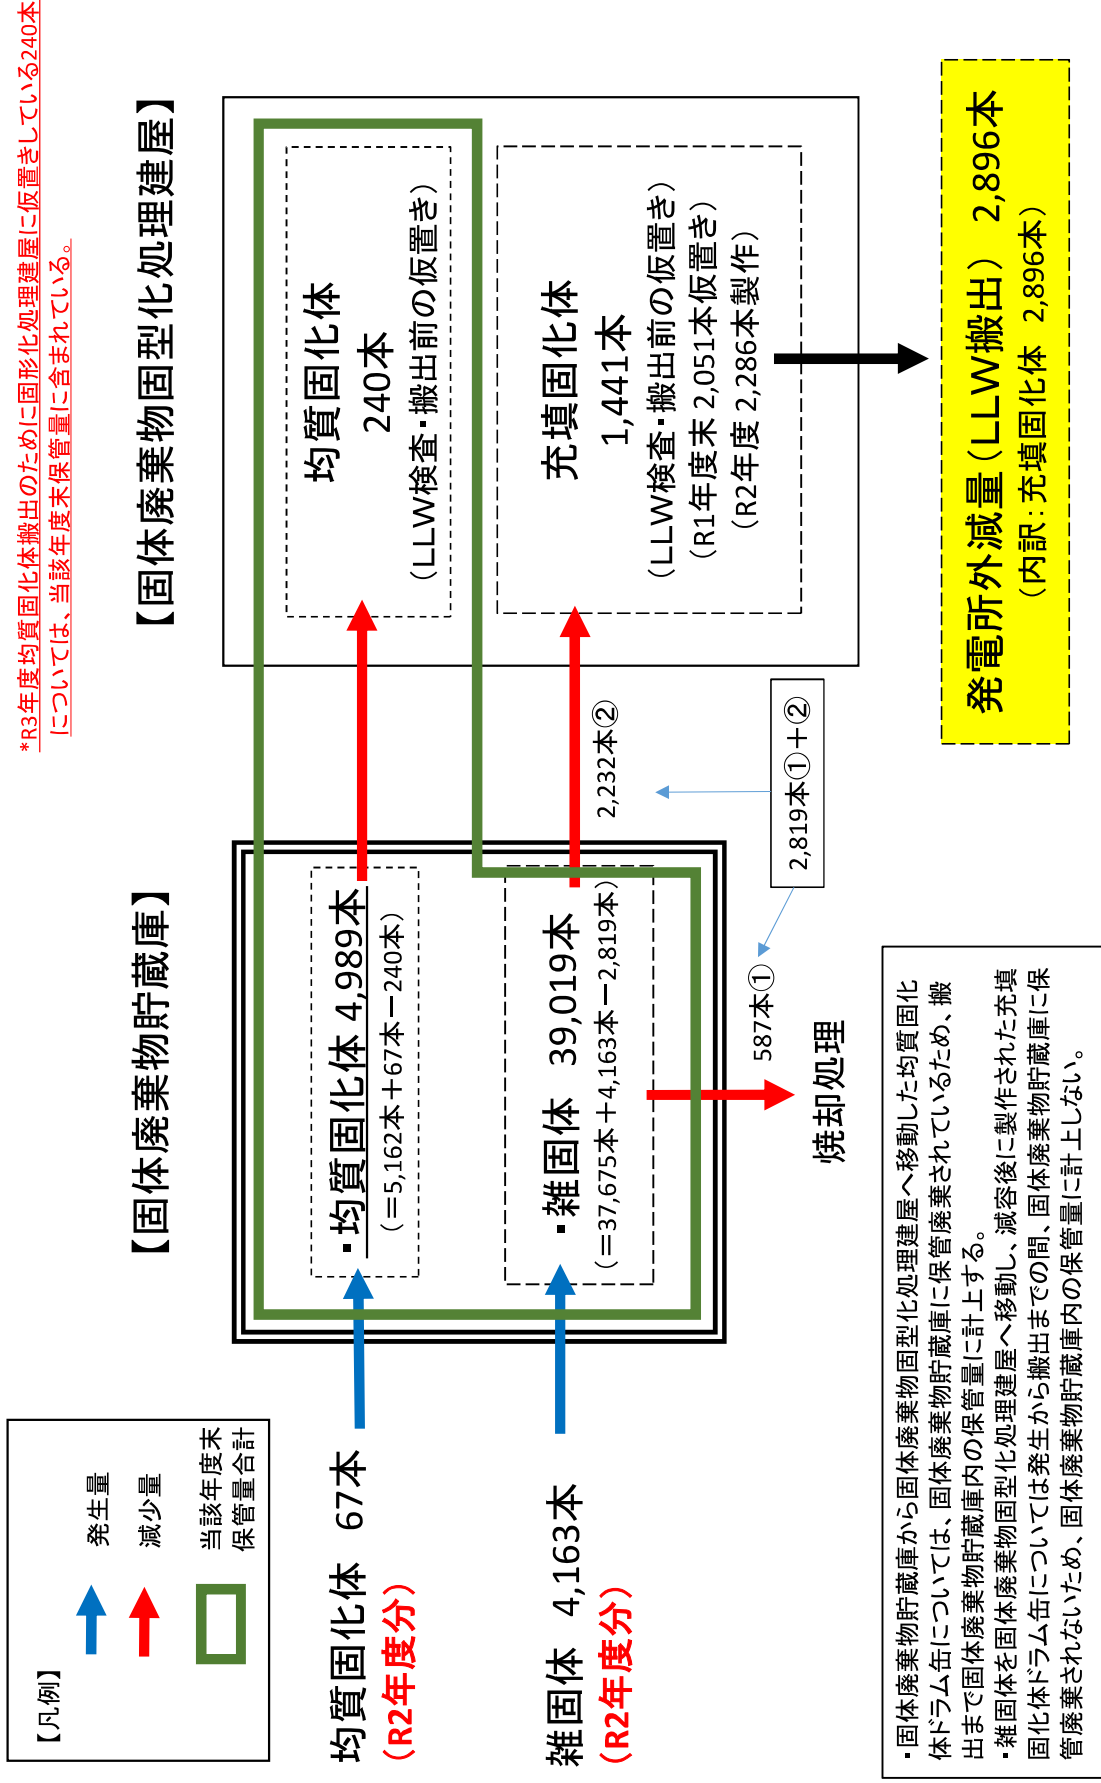 *R3年度均質固化体搬出のために固形化処理建屋に仮置きしている240本
については、当該年度末保管量に含まれている。
【凡例】
発生量
減少量
当該年度末
保管量合計
【固体廃棄物貯蔵庫】
【固体廃棄物固型化処理建屋】
均質固化体 67本
(R2年度分)
・均質固化体 4,989本
(＝5,162本＋67本－240本)
均質固化体
240本
(LLW検査・搬出前の仮置き)
雑固体 4,163本
(R2年度分)
・雑固体 39,019本
(＝37,675本＋4,163本－2,819本)
2,232本②
充填固化体
1,441本
(LLW検査・搬出前の仮置き)
(R1年度末 2,051本仮置き)
(R2年度 2,286本製作)
587本①
2,819本①＋②
焼却処理
発電所外減量(LLW搬出) 2,896本
(内訳：充填固化体 2,896本)
・固体廃棄物貯蔵庫から固体廃棄物固型化処理建屋へ移動した均質固化
体ドラム缶については、固体廃棄物貯蔵庫に保管廃棄されているため、搬
出まで固体廃棄物貯蔵庫内の保管量に計上する。
・雑固体を固体廃棄物固型化処理建屋へ移動し、減容後に製作された充填
固化体ドラム缶については発生から搬出までの間、固体廃棄物貯蔵庫に保
管廃棄されないため、固体廃棄物貯蔵庫内の保管量に計上しない。